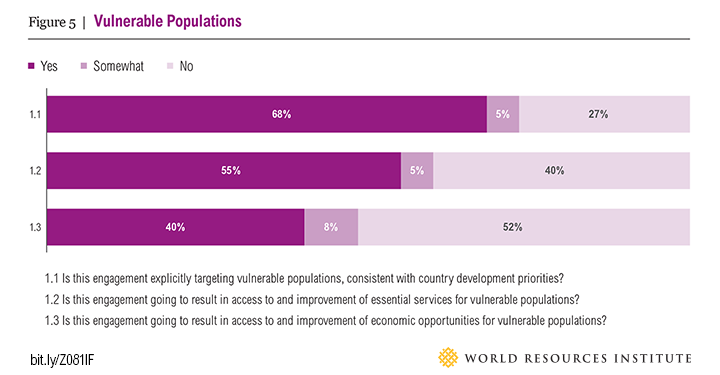 Figure 5 | Vulnerable Populations
Yes Somewhat No
1.1 68% 5% 27%
1.2 55% 5% 40%
1.3 40% 8% 52%
1.1 Is this engagement explicitly targeting vulnerable populations, consistent with country development priorities?
1.2 Is this engagement going to result in access to and improvement of essential services for vulnerable populations?
1.3 Is this engagement going to result in access to and improvement of economic opportunities for vulnerable populations?
bit.ly/Z081lF WORLD RESOURCES INSTITUTE